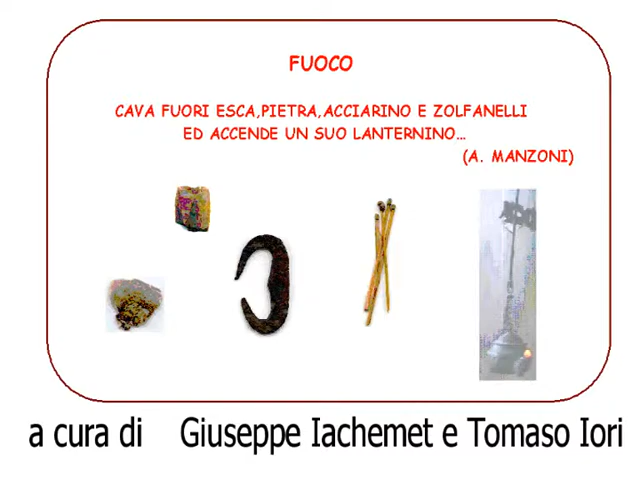 FUOCO
CAVA FUORI ESCA,PIETRA,ACCIARINO E ZOLFANELLI
ED ACCENDE UN SUO LANTERNINO...
(A. MANZONI)
a cura di Giuseppe Iachemet e Tomaso Iori